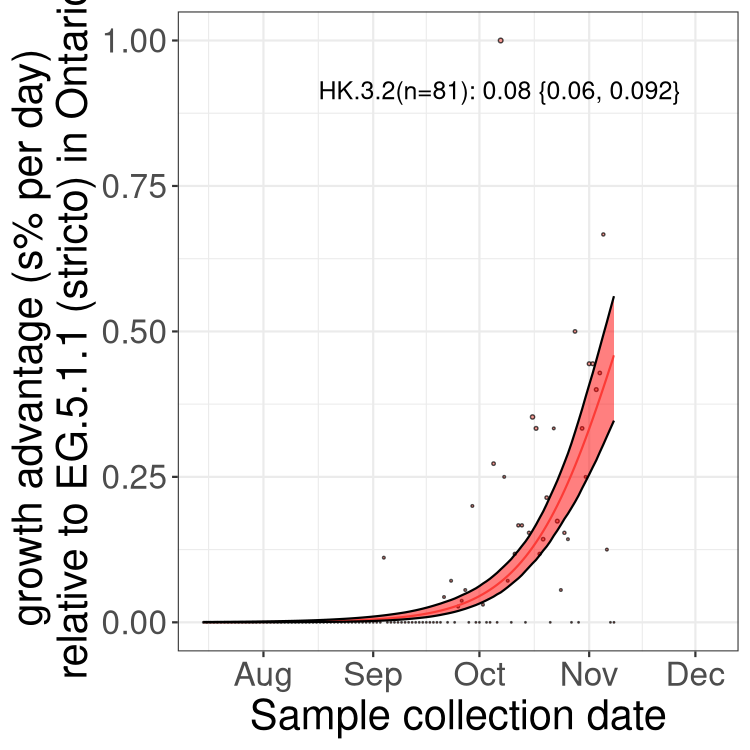 growth advantage (s% per day)
relative to EG.5.1.1 (stricto) in Ontario
1.00
HK.3.2(n=81): 0.08 {0.06, 0.092}
0.75
0.50
0.25
0.00
Aug Sep Oct Nov Dec
Sample collection date